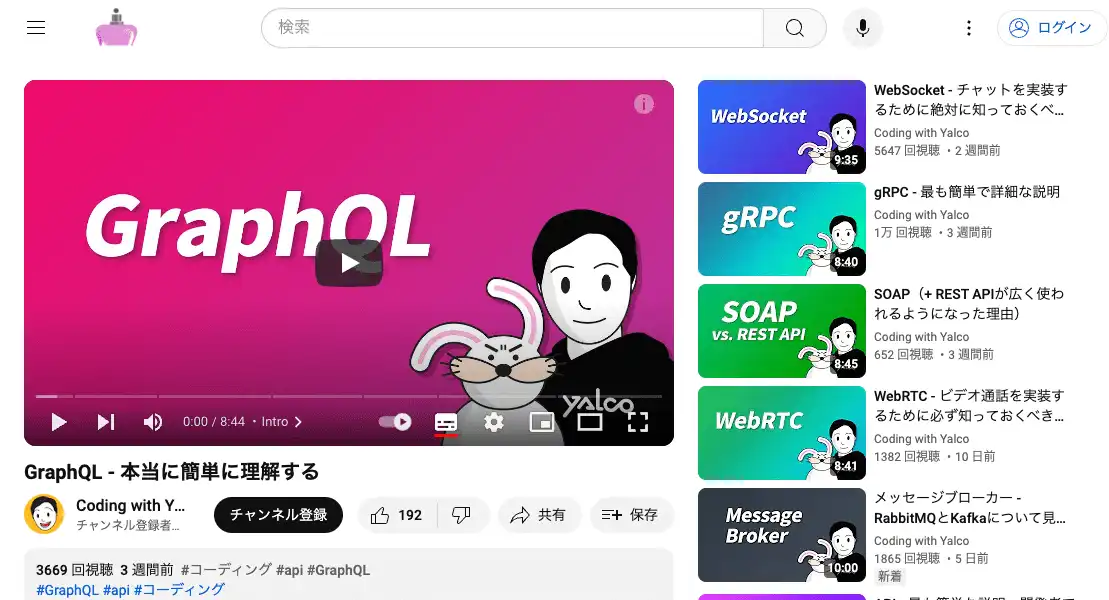 検索
ログイン
GraphQL
yalco
0:00 / 8:44 ・ Intro
GraphQL - 本当に簡単に理解する
Coding with Y...
チャンネル登録者...
チャンネル登録
192
共有
保存
3669 回視聴 3 週間前 #コーディング #api #GraphQL
#GraphQL #api #コーディング
WebSocket
9:35
WebSocket - チャットを実装す
るために絶対に知っておくべ...
Coding with Yalco
5647 回視聴 ・2 週間前
gRPC
8:40
gRPC - 最も簡単で詳細な説明
Coding with Yalco
1万 回視聴 ・3 週間前
SOAP
vs. REST API
8:45
SOAP（+ REST APIが広く使わ
れるようになった理由）
Coding with Yalco
652 回視聴 ・3 週間前
WebRTC
8:41
WebRTC - ビデオ通話を実装す
るために必ず知っておくべき...
Coding with Yalco
1382 回視聴 ・10 日前
Message
Broker
10:00
メッセージブローカー -
RabbitMQとKafkaについて見...
Coding with Yalco
1865 回視聴 ・5 日前
新着